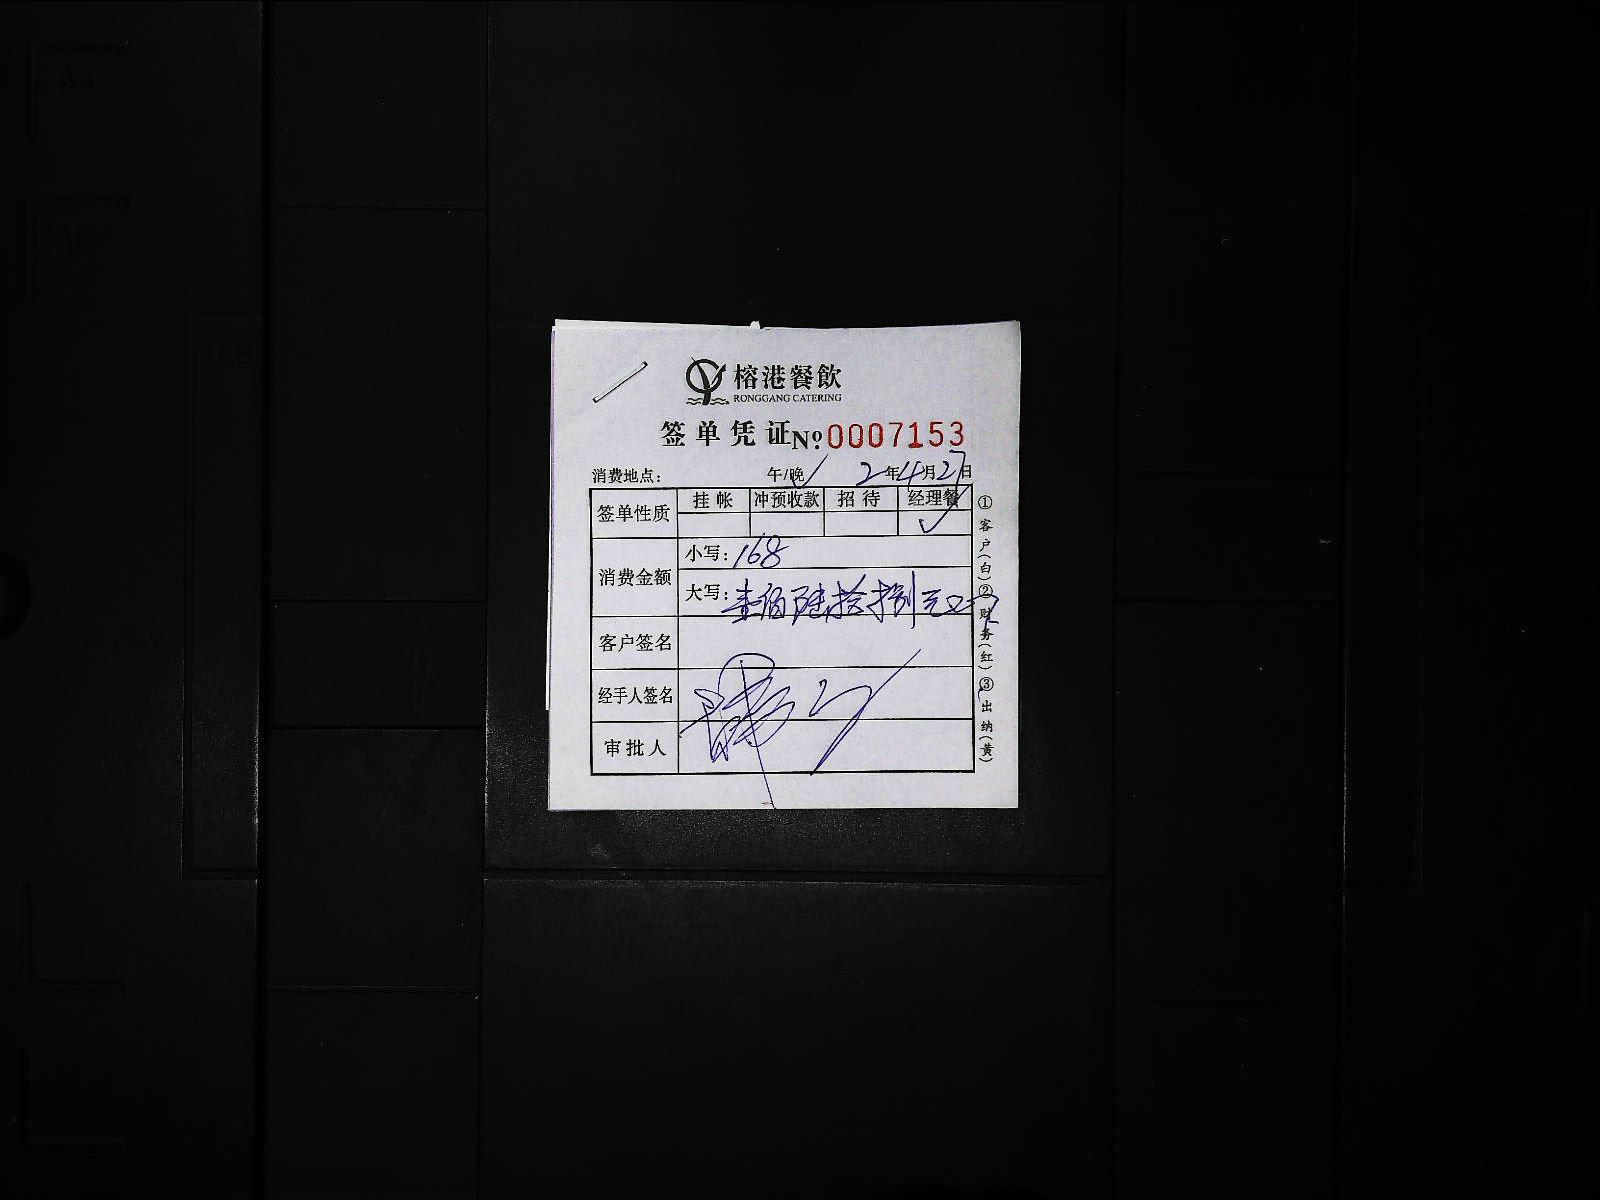 榕港餐飲
RONGGANG CATERING
签单凭证№0007153
消费地点： 午/晚✓ 2年4月27日
签单性质 挂帐 冲预收款 招待 经理餐
✓
消费金额 小写：168
大写：壹佰陆拾捌元
客户签名
经手人签名
审批人
①客户（白）②财务（红）③出纳（黄）